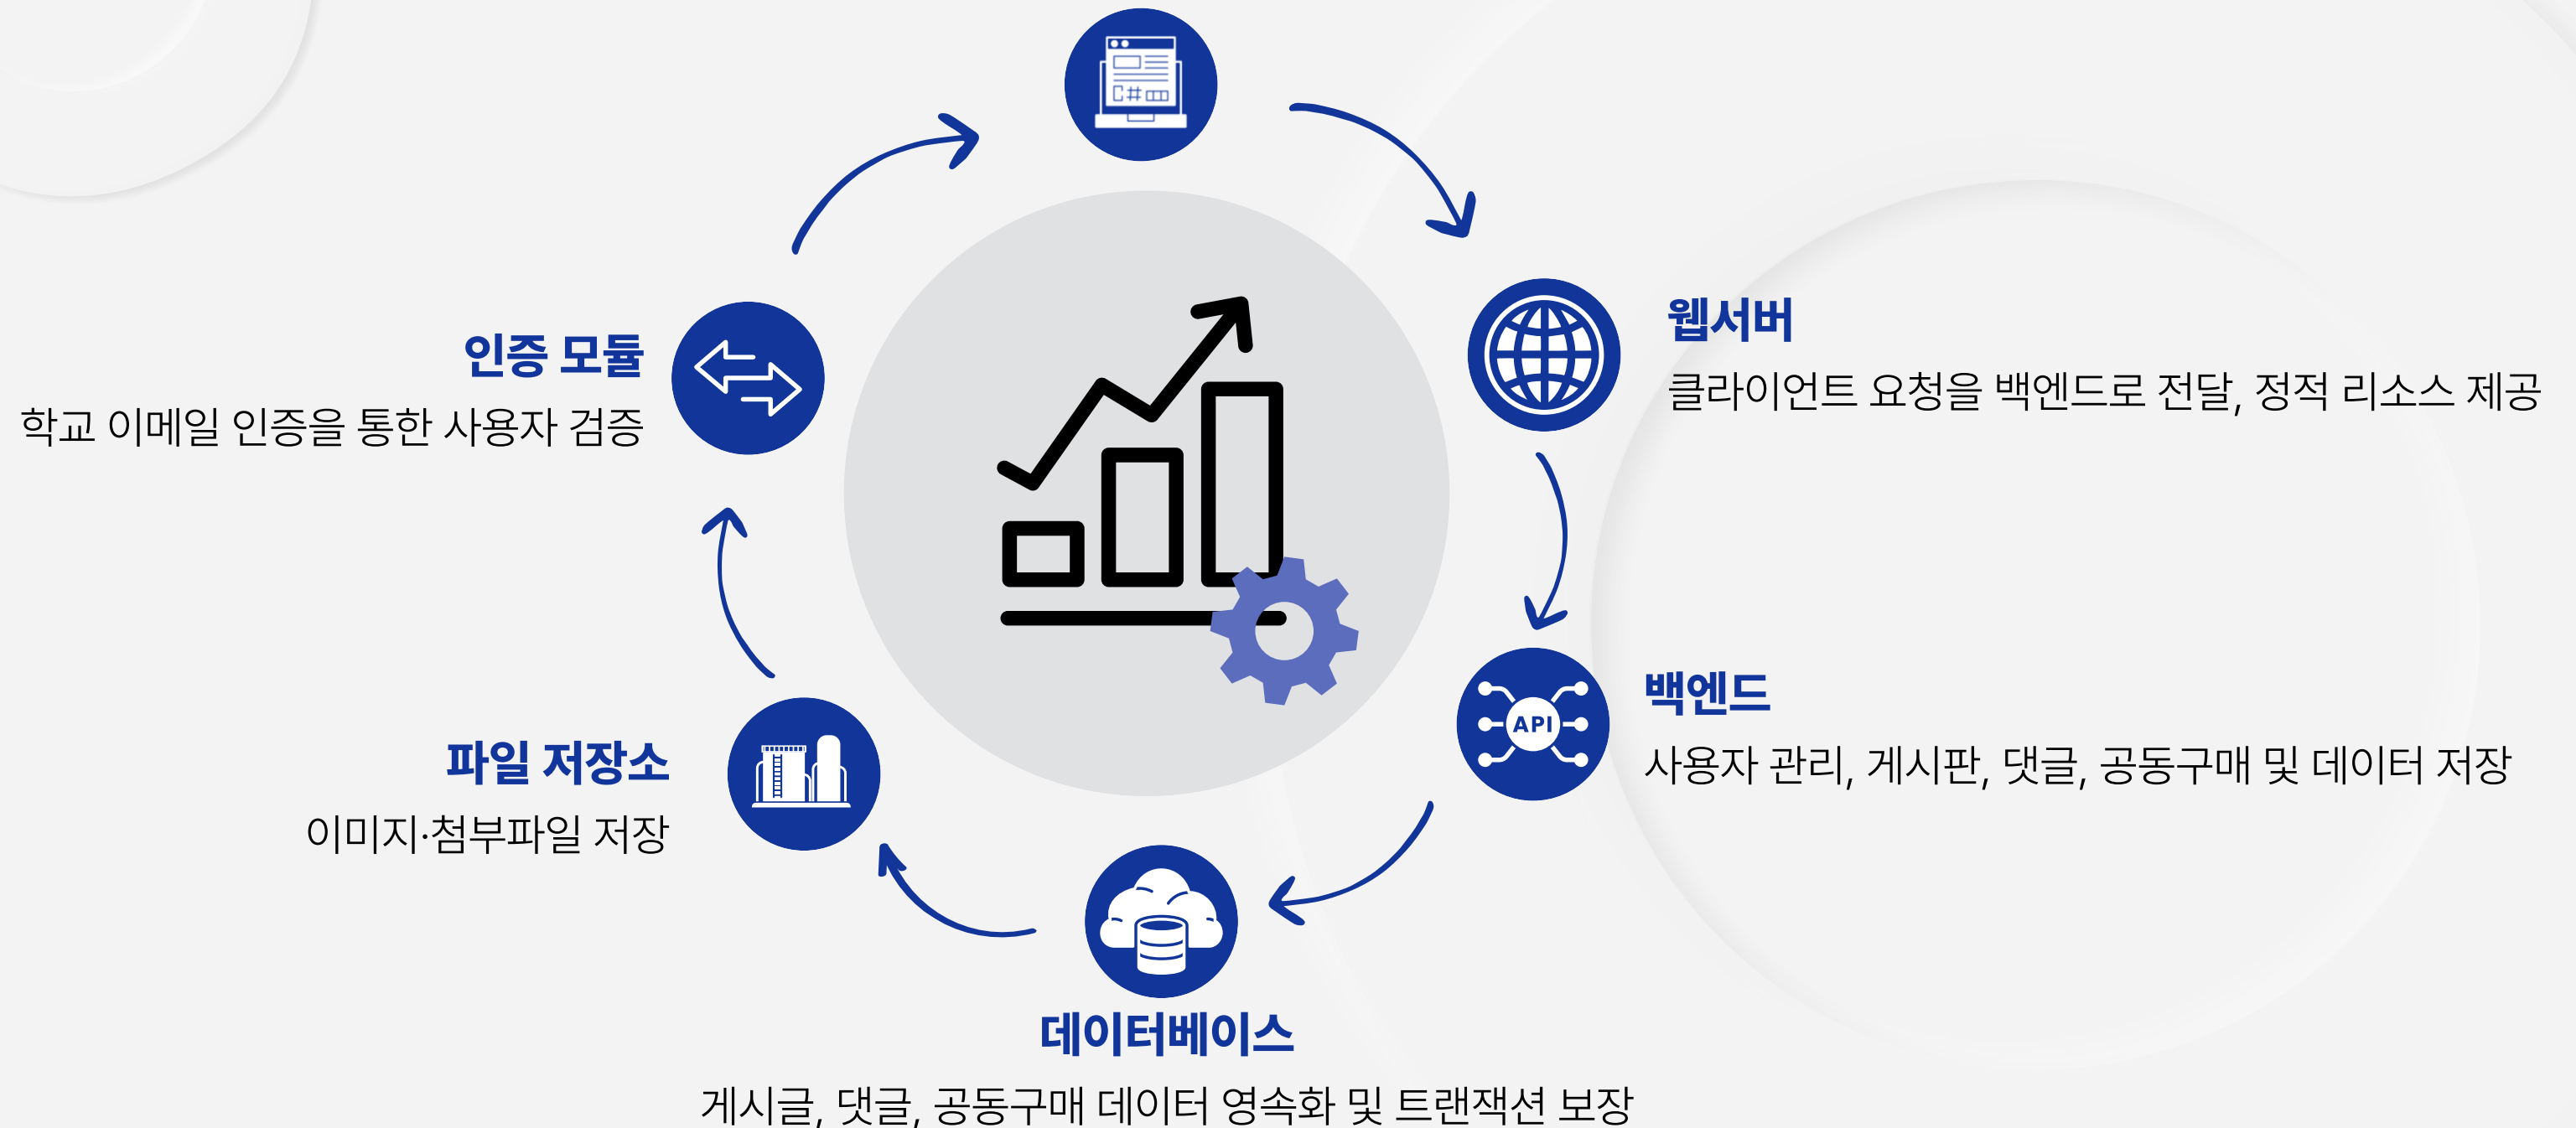 웹서버
클라이언트 요청을 백엔드로 전달, 정적 리소스 제공
인증 모듈
학교 이메일 인증을 통한 사용자 검증
API
백엔드
사용자 관리, 게시판, 댓글, 공동구매 및 데이터 저장
파일 저장소
이미지·첨부파일 저장
데이터베이스
게시글, 댓글, 공동구매 데이터 영속화 및 트랜잭션 보장